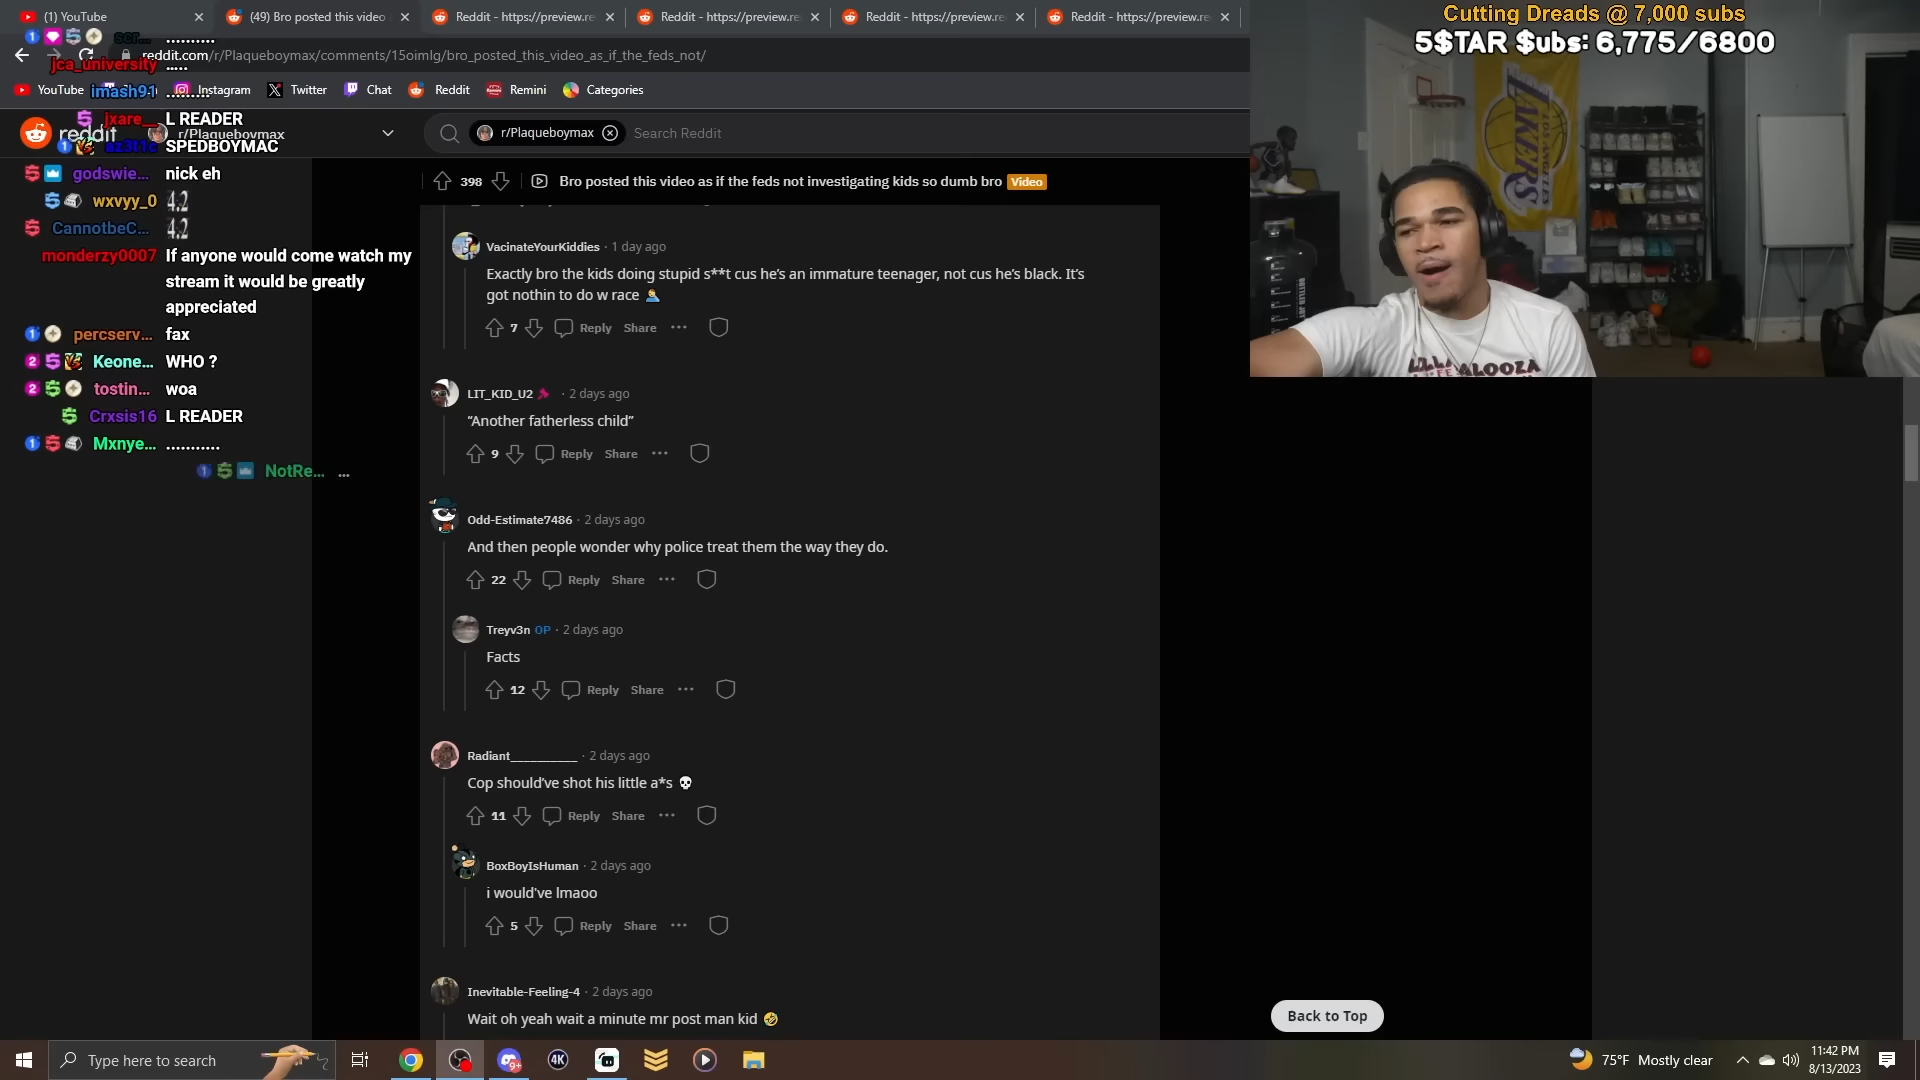 (1) YouTube
(49) Bro posted this video
Reddit - https://preview.re
Reddit - https://preview.re
Reddit - https://preview.re
Reddit - https://preview.re
reddit.com/r/Plaqueboymax/comments/15oimlg/bro_posted_this_video_as_if_the_feds_not/
YouTube
Instagram
Twitter
Chat
Reddit
Remini
Categories
reddit
r/Plaqueboymax
r/Plaqueboymax
Search Reddit
Cutting Dreads @ 7,000 subs
5$TAR $ubs: 6,775/6800
scr... ..........
jca_university .....
imash91 .........
jxare__ L READER
az3f1c SPEDBOYMAC
godswie... nick eh
wxvyy_0 4.2
CannotbeC... 4.2
monderzy0007 If anyone would come watch my
stream it would be greatly
appreciated
percserv... fax
Keone... WHO ?
tostin... woa
Crxsis16 L READER
Mxnye... ...........
NotRe... ...
398
Bro posted this video as if the feds not investigating kids so dumb bro Video
VacinateYourKiddies · 1 day ago
Exactly bro the kids doing stupid s**t cus he's an immature teenager, not cus he's black. It's
got nothin to do w race 🤦
7 Reply Share ···
LIT_KID_U2 · 2 days ago
“Another fatherless child”
9 Reply Share ···
Odd-Estimate7486 · 2 days ago
And then people wonder why police treat them the way they do.
22 Reply Share ···
Treyv3n OP · 2 days ago
Facts
12 Reply Share ···
Radiant__________ · 2 days ago
Cop should've shot his little a*s 💀
11 Reply Share ···
BoxBoyIsHuman · 2 days ago
i would've lmaoo
5 Reply Share ···
Inevitable-Feeling-4 · 2 days ago
Wait oh yeah wait a minute mr post man kid 🤣
LAKERS
LOS ANGELES
ALOOZA
Back to Top
Type here to search
9+
4K
75°F Mostly clear
11:42 PM
8/13/2023